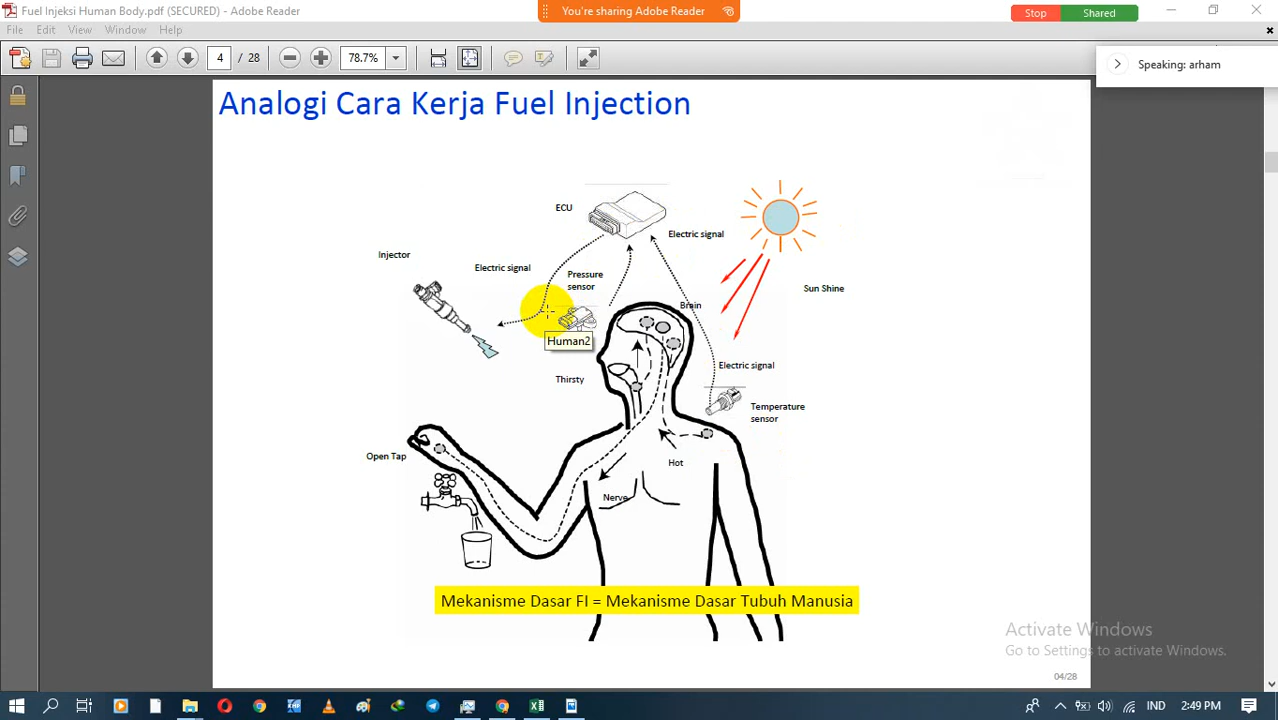 Fuel Injeksi Human Body.pdf (SECURED) - Adobe Reader
You're sharing Adobe Reader
Stop
Shared
File Edit View Window Help
4 / 28
78.7%
Speaking: arham
Analogi Cara Kerja Fuel Injection
ECU
Electric signal
Injector
Electric signal
Pressure
sensor
Sun Shine
Brain
Human2
Electric signal
Thirsty
Temperature
sensor
Open Tap
Hot
Nerve
Mekanisme Dasar FI = Mekanisme Dasar Tubuh Manusia
Activate Windows
Go to Settings to activate Windows.
04/28
IND
2:49 PM